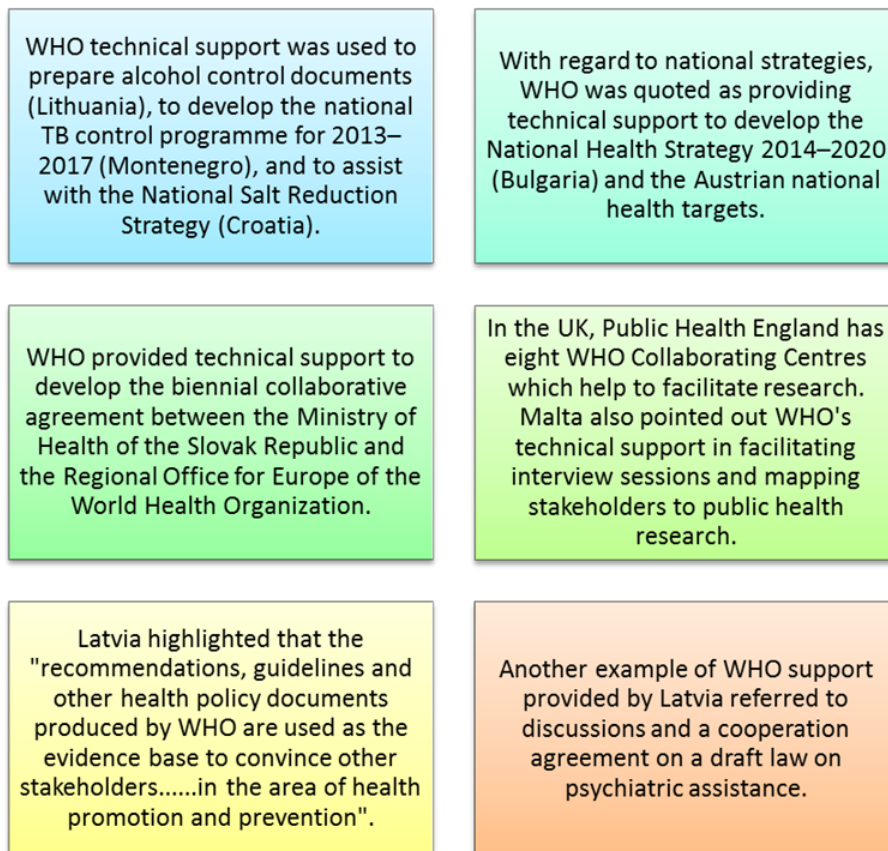 WHO technical support was used to
prepare alcohol control documents
(Lithuania), to develop the national
TB control programme for 2013–
2017 (Montenegro), and to assist
with the National Salt Reduction
Strategy (Croatia).
With regard to national strategies,
WHO was quoted as providing
technical support to develop the
National Health Strategy 2014–2020
(Bulgaria) and the Austrian national
health targets.
WHO provided technical support to
develop the biennial collaborative
agreement between the Ministry of
Health of the Slovak Republic and
the Regional Office for Europe of the
World Health Organization.
In the UK, Public Health England has
eight WHO Collaborating Centres
which help to facilitate research.
Malta also pointed out WHO's
technical support in facilitating
interview sessions and mapping
stakeholders to public health
research.
Latvia highlighted that the
"recommendations, guidelines and
other health policy documents
produced by WHO are used as the
evidence base to convince other
stakeholders......in the area of health
promotion and prevention".
Another example of WHO support
provided by Latvia referred to
discussions and a cooperation
agreement on a draft law on
psychiatric assistance.